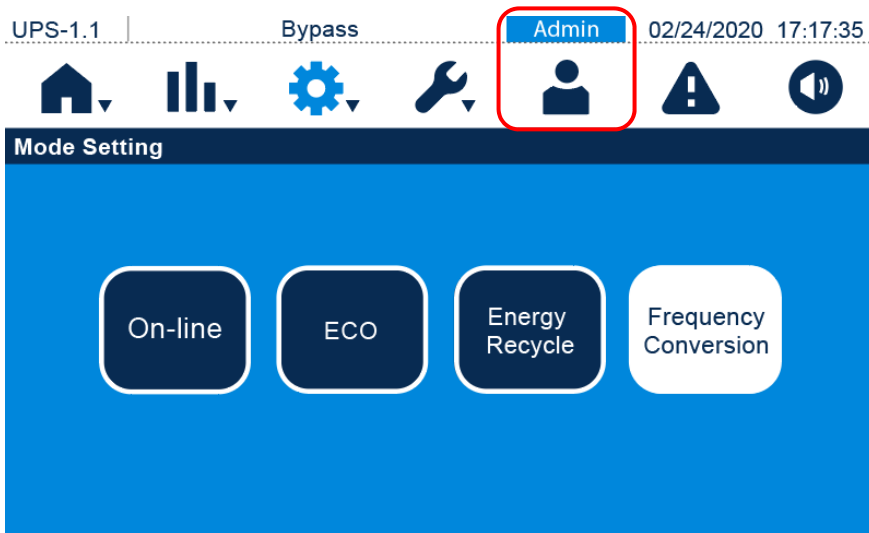 UPS-1.1 Bypass Admin 02/24/2020 17:17:35
Mode Setting
On-line
ECO
Energy
Recycle
Frequency
Conversion